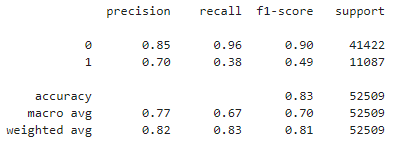 precision recall f1-score support
0 0.85 0.96 0.90 41422
1 0.70 0.38 0.49 11087
accuracy 0.83 52509
macro avg 0.77 0.67 0.70 52509
weighted avg 0.82 0.83 0.81 52509